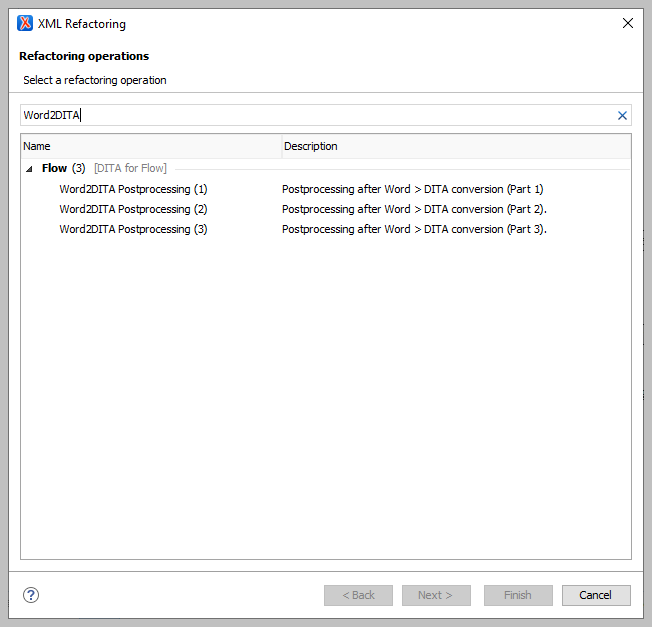 XML Refactoring
Refactoring operations
Select a refactoring operation
Word2DITA
Name Description
Flow (3) [DITA for Flow]
Word2DITA Postprocessing (1) Postprocessing after Word > DITA conversion (Part 1)
Word2DITA Postprocessing (2) Postprocessing after Word > DITA conversion (Part 2).
Word2DITA Postprocessing (3) Postprocessing after Word > DITA conversion (Part 3).
? < Back Next > Finish Cancel